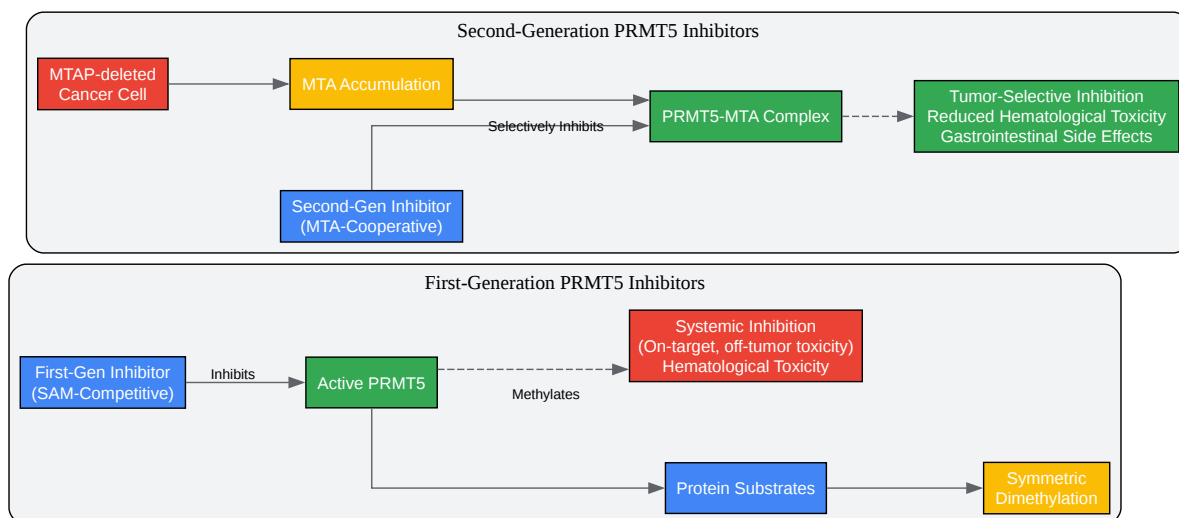 Second-Generation PRMT5 Inhibitors
MTAP-deleted
Cancer Cell
MTA Accumulation
Selectively Inhibits
PRMT5-MTA Complex
Tumor-Selective Inhibition
Reduced Hematological Toxicity
Gastrointestinal Side Effects
Second-Gen Inhibitor
(MTA-Cooperative)
First-Generation PRMT5 Inhibitors
First-Gen Inhibitor
(SAM-Competitive)
Inhibits
Active PRMT5
Systemic Inhibition
(On-target, off-tumor toxicity)
Hematological Toxicity
Methylates
Protein Substrates
Symmetric
Dimethylation